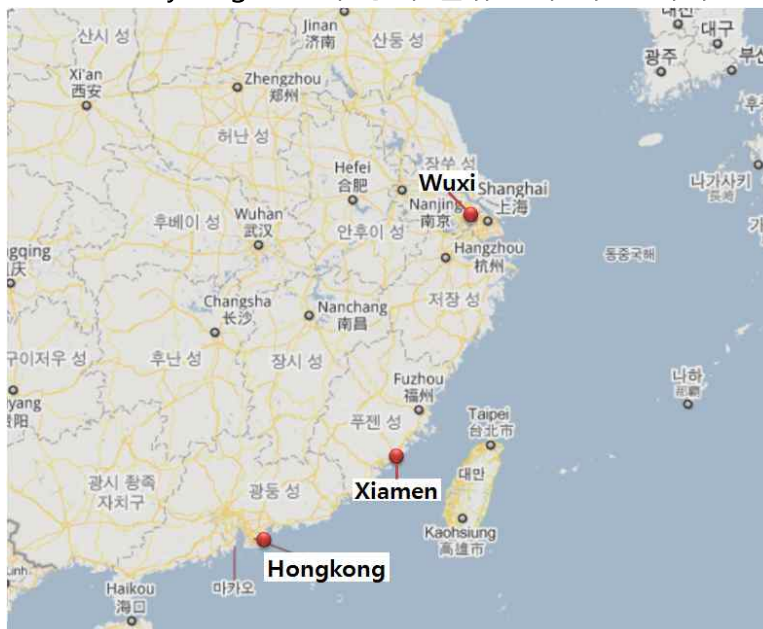 Jinan
济南
산시 성
산둥 성
대전
대구
광주
부산
Xi'an
西安
Zhengzhou
郑州
허난 성
Hefei
合肥
장쑤 성
Wuxi
Shanghai
上海
Nanjing
南京
나가사키
長崎
후베이 성
Wuhan
武汉
안후이 성
Hangzhou
杭州
동중국해
Changsha
长沙
Nanchang
南昌
저장 성
구이저우 성
후난 성
장시 성
Fuzhou
福州
나하
那覇
푸젠 성
Taipei
台北市
광시 좡족
자치구
광둥 성
Xiamen
대만
Kaohsiung
高雄市
Hongkong
마카오
Haikou
海口